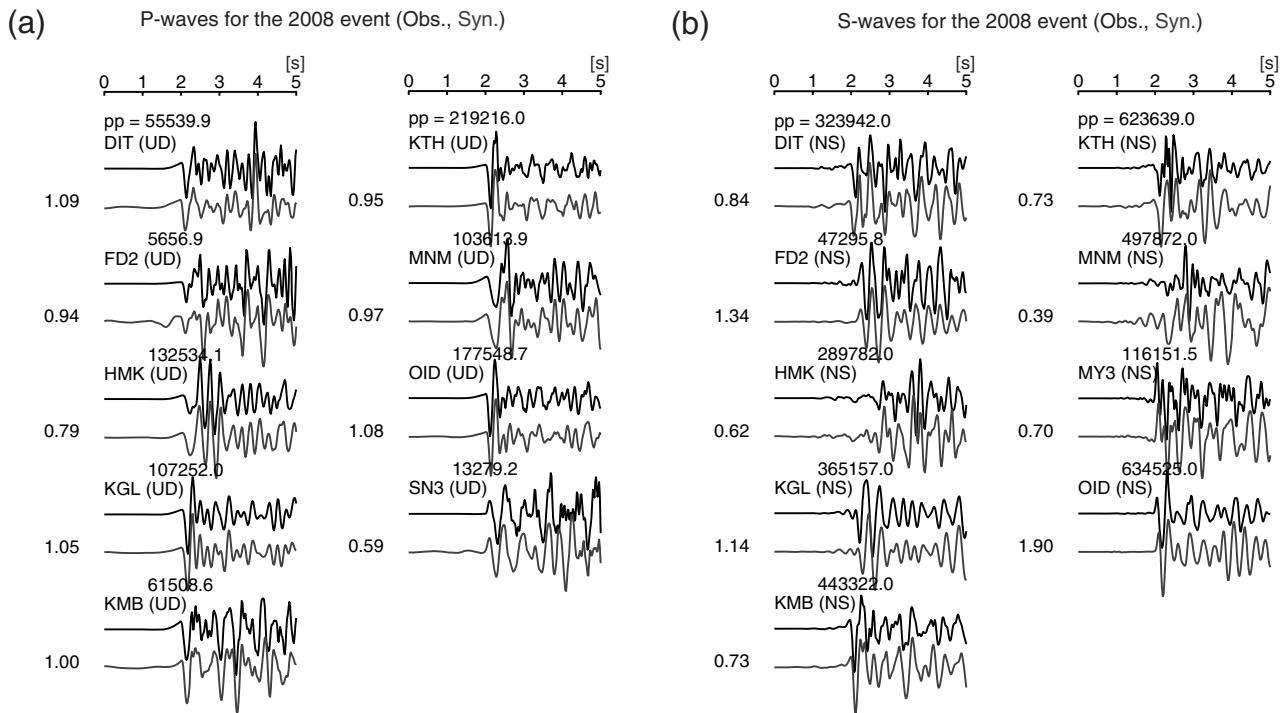 (a)
P-waves for the 2008 event (Obs., Syn.)
[s]
0 1 2 3 4 5
pp = 55539.9
DIT (UD)
1.09
5656.9
FD2 (UD)
0.94
132534.1
HMK (UD)
0.79
107252.0
KGL (UD)
1.05
61508.6
KMB (UD)
1.00
[s]
0 1 2 3 4 5
pp = 219216.0
KTH (UD)
0.95
103613.9
MNM (UD)
0.97
177548.7
OID (UD)
1.08
13279.2
SN3 (UD)
0.59
(b)
S-waves for the 2008 event (Obs., Syn.)
[s]
0 1 2 3 4 5
pp = 323942.0
DIT (NS)
0.84
47295.8
FD2 (NS)
1.34
289782.0
HMK (NS)
0.62
365157.0
KGL (NS)
1.14
443322.0
KMB (NS)
0.73
[s]
0 1 2 3 4 5
pp = 623639.0
KTH (NS)
0.73
497872.0
MNM (NS)
0.39
116151.5
MY3 (NS)
0.70
634525.0
OID (NS)
1.90